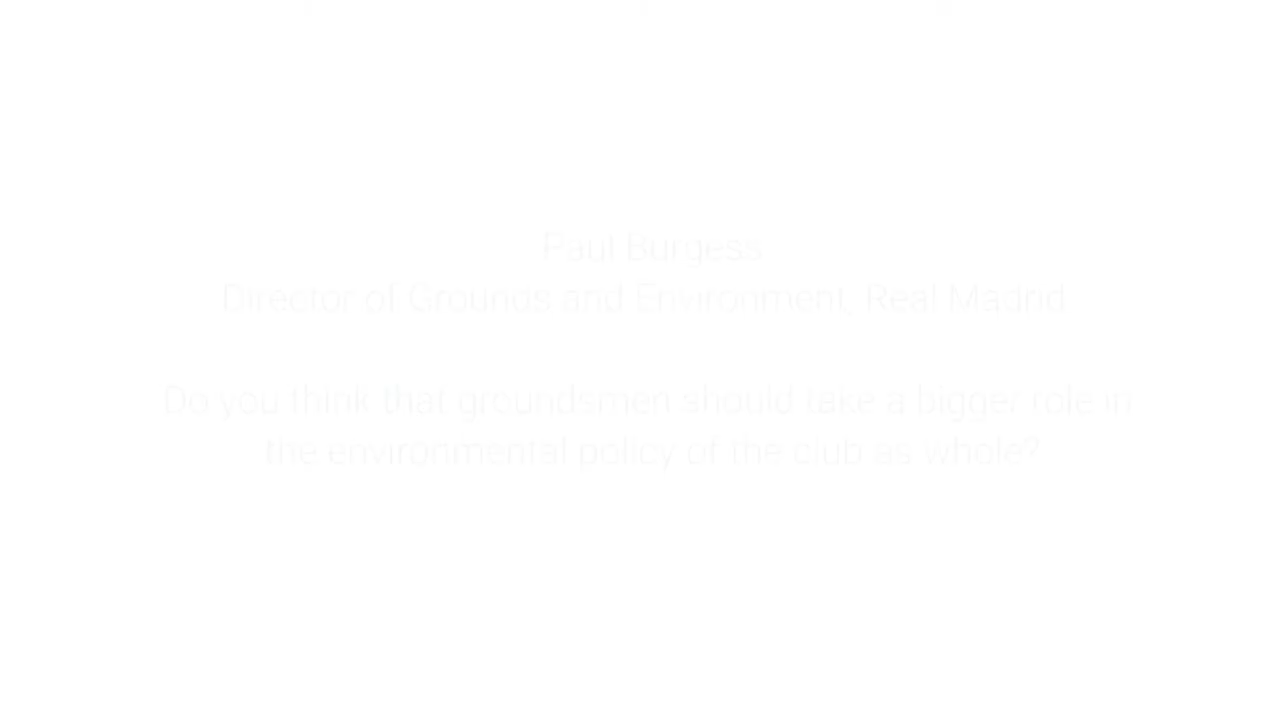 Paul Burgess
Director of Grounds and Environment, Real Madrid
Do you think that groundsmen should take a bigger role in
the environmental policy of the club as whole?